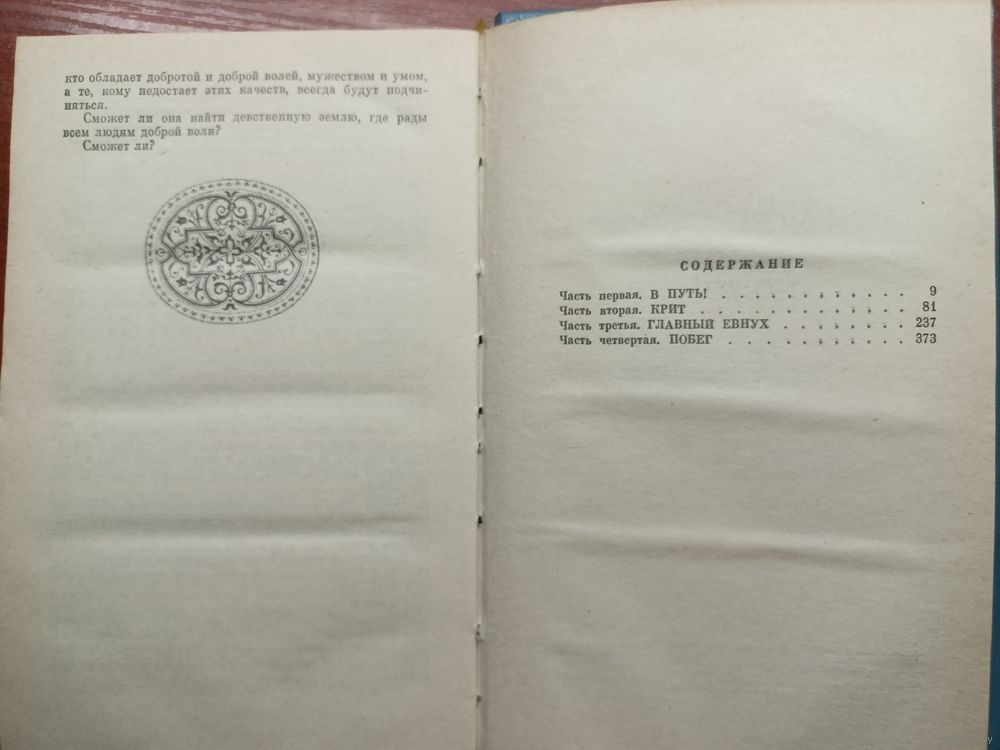 кто обладает добротой и доброй волей, мужеством и умом,
а те, кому недостает этих качеств, всегда будут подчи-
няться.
Сможет ли она найти девственную землю, где рады
всем людям доброй воли?
Сможет ли?
СОДЕРЖАНИЕ
Часть первая. В ПУТЬ! . . . . . . . . . . . . 9
Часть вторая. КРИТ . . . . . . . . . . . . . 81
Часть третья. ГЛАВНЫЙ ЕВНУХ . . . . . . . . 237
Часть четвертая. ПОБЕГ . . . . . . . . . . . 373